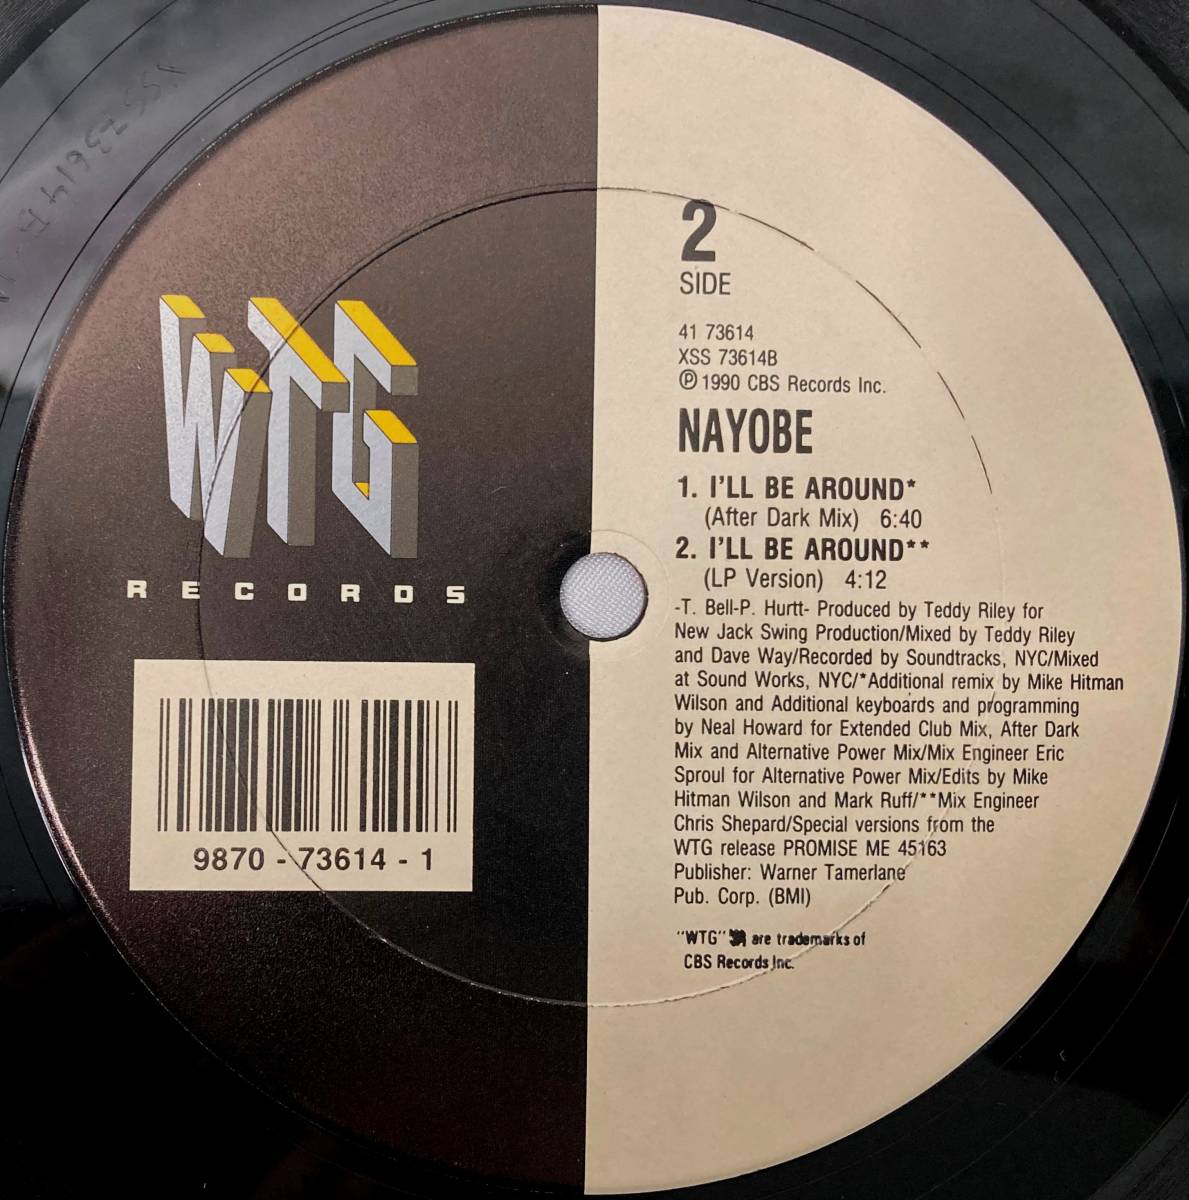 WTG
RECORDS
9870 - 73614 - 1
2
SIDE
41 73614
XSS 73614B
℗ 1990 CBS Records Inc.
NAYOBE
1. I'LL BE AROUND*
(After Dark Mix) 6:40
2. I'LL BE AROUND**
(LP Version) 4:12
-T. Bell-P. Hurtt- Produced by Teddy Riley for
New Jack Swing Production/Mixed by Teddy Riley
and Dave Way/Recorded by Soundtracks, NYC/Mixed
at Sound Works, NYC/*Additional remix by Mike Hitman
Wilson and Additional keyboards and programming
by Neal Howard for Extended Club Mix, After Dark
Mix and Alternative Power Mix/Mix Engineer Eric
Sproul for Alternative Power Mix/Edits by Mike
Hitman Wilson and Mark Ruff/**Mix Engineer
Chris Shepard/Special versions from the
WTG release PROMISE ME 45163
Publisher: Warner Tamerlane
Pub. Corp. (BMI)
"WTG" are trademarks of
CBS Records Inc.